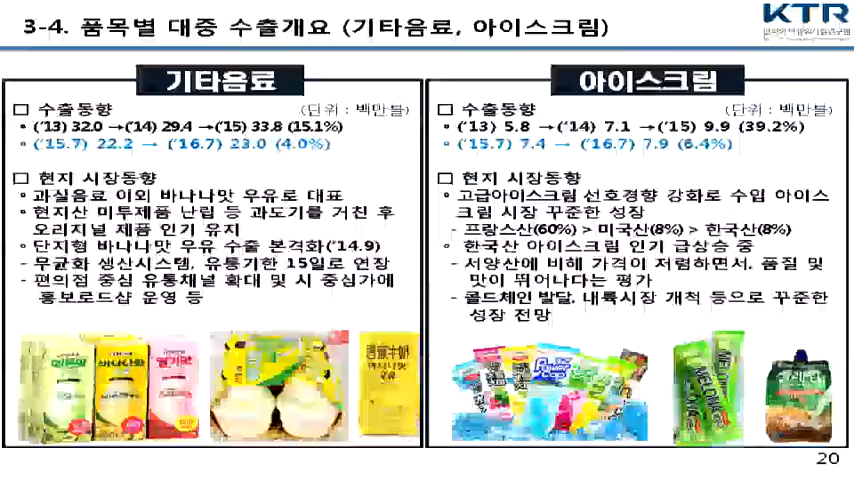 3-4. 품목별 대중 수출개요 (기타음료, 아이스크림)
KTR
기타음료
□ 수출동향
(단위 : 백만불)
∘ ('13) 32.0 →('14) 29.4 →('15) 33.8 (15.1%)
∘ ('15.7) 22.2 → ('16.7) 23.0 (4.0%)
□ 현지 시장동향
∘ 과실음료 이외 바나나맛 우유로 대표
∘ 현지산 미투제품 난립 등 과도기를 거친 후
오리지널 제품 인기 유지
∘ 단지형 바나나맛 우유 수출 본격화('14.9)
- 무균화 생산시스템, 유통기한 15일로 연장
- 편의점 중심 유통채널 확대 및 시 중심가에
홍보로드샵 운영 등
바나나맛
딸기맛
아이스크림
□ 수출동향
(단위 : 백만불)
∘ ('13) 5.8 →('14) 7.1 →('15) 9.9 (39.2%)
∘ ('15.7) 7.4 → ('16.7) 7.9 (6.4%)
□ 현지 시장동향
∘ 고급아이스크림 선호경향 강화로 수입 아이스
크림 시장 꾸준한 성장
- 프랑스산(60%) > 미국산(8%) > 한국산(8%)
∘ 한국산 아이스크림 인기 급상승 중
- 서양산에 비해 가격이 저렴하면서, 품질 및
맛이 뛰어나다는 평가
- 콜드체인 발달, 내륙시장 개척 등으로 꾸준한
성장 전망
Power
Cap
MELONA
MELONA
20